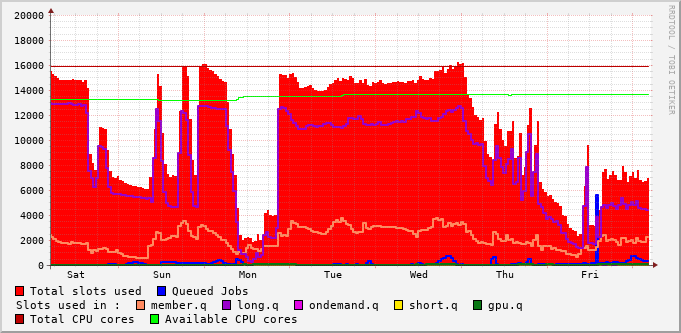 20000
18000
16000
14000
12000
10000
8000
6000
4000
2000
0
Sat Sun Mon Tue Wed Thu Fri
RRDTOOL / TOBI OETIKER
Total slots used Queued Jobs
Slots used in : member.q long.q ondemand.q short.q gpu.q
Total CPU cores
Available CPU cores